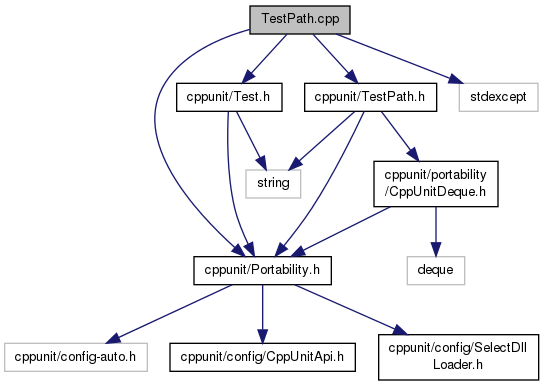 TestPath.cpp
cppunit/Test.h
cppunit/TestPath.h
stdexcept
string
cppunit/portability
/CppUnitDeque.h
cppunit/Portability.h
deque
cppunit/config-auto.h
cppunit/config/CppUnitApi.h
cppunit/config/SelectDll
Loader.h